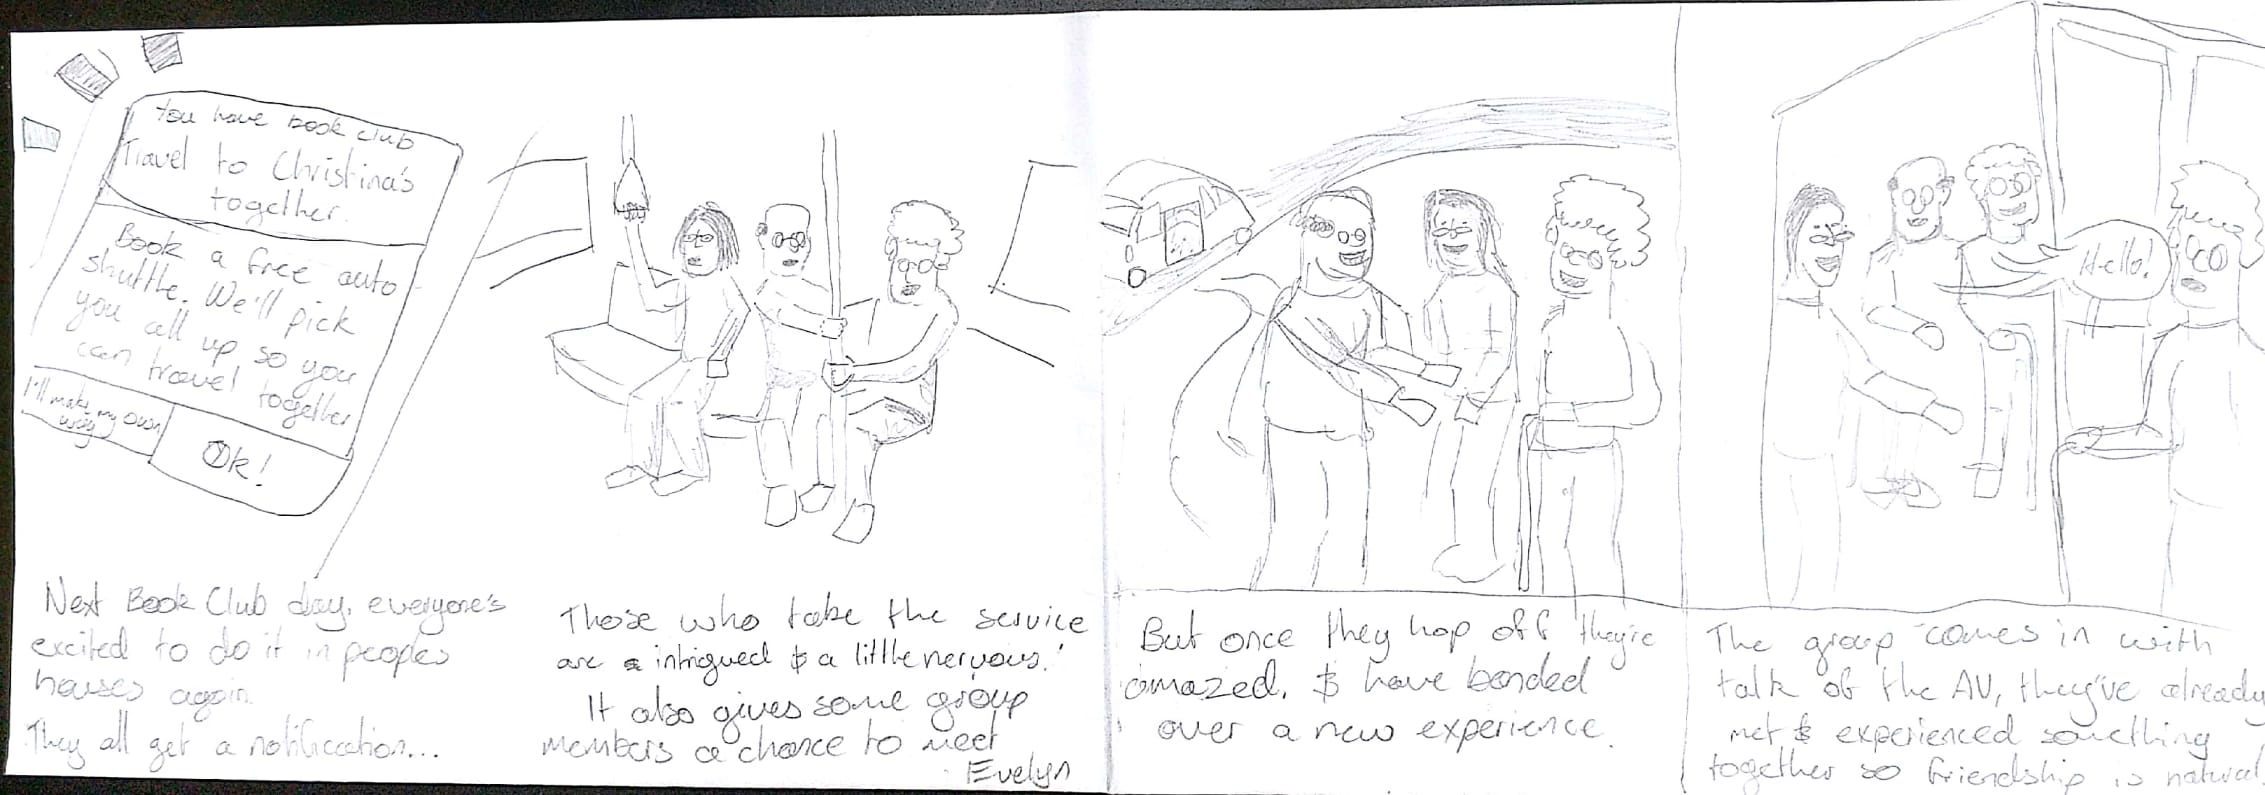 You have book club
Travel to Christina's
together.
Book a free auto-
shuttle. We'll pick
you all up so you
can travel together
I'll make my own
way
Ok!
Next Book Club day, everyone's
excited to do it in peoples
houses again.
They all get a notification...
Those who take the service
are intrigued & a little nervous.
It also gives some group
members a chance to meet
Evelyn
But once they hop off they're
amazed, & have bonded
over a new experience.
Hello!
The group comes in with
talk of the AV, they've already
met & experienced something
together so friendship is natural.